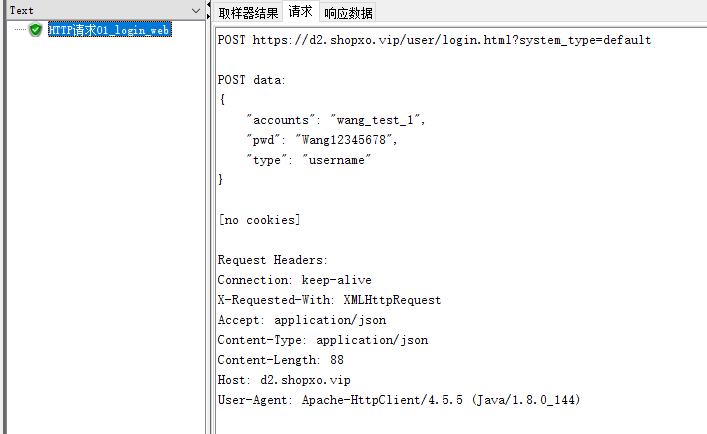 Text
HTTP请求01_login_web
取样器结果 请求 响应数据
POST https://d2.shopxo.vip/user/login.html?system_type=default
POST data:
{
    "accounts": "wang_test_1",
    "pwd": "Wang12345678",
    "type": "username"
}
[no cookies]
Request Headers:
Connection: keep-alive
X-Requested-With: XMLHttpRequest
Accept: application/json
Content-Type: application/json
Content-Length: 88
Host: d2.shopxo.vip
User-Agent: Apache-HttpClient/4.5.5 (Java/1.8.0_144)